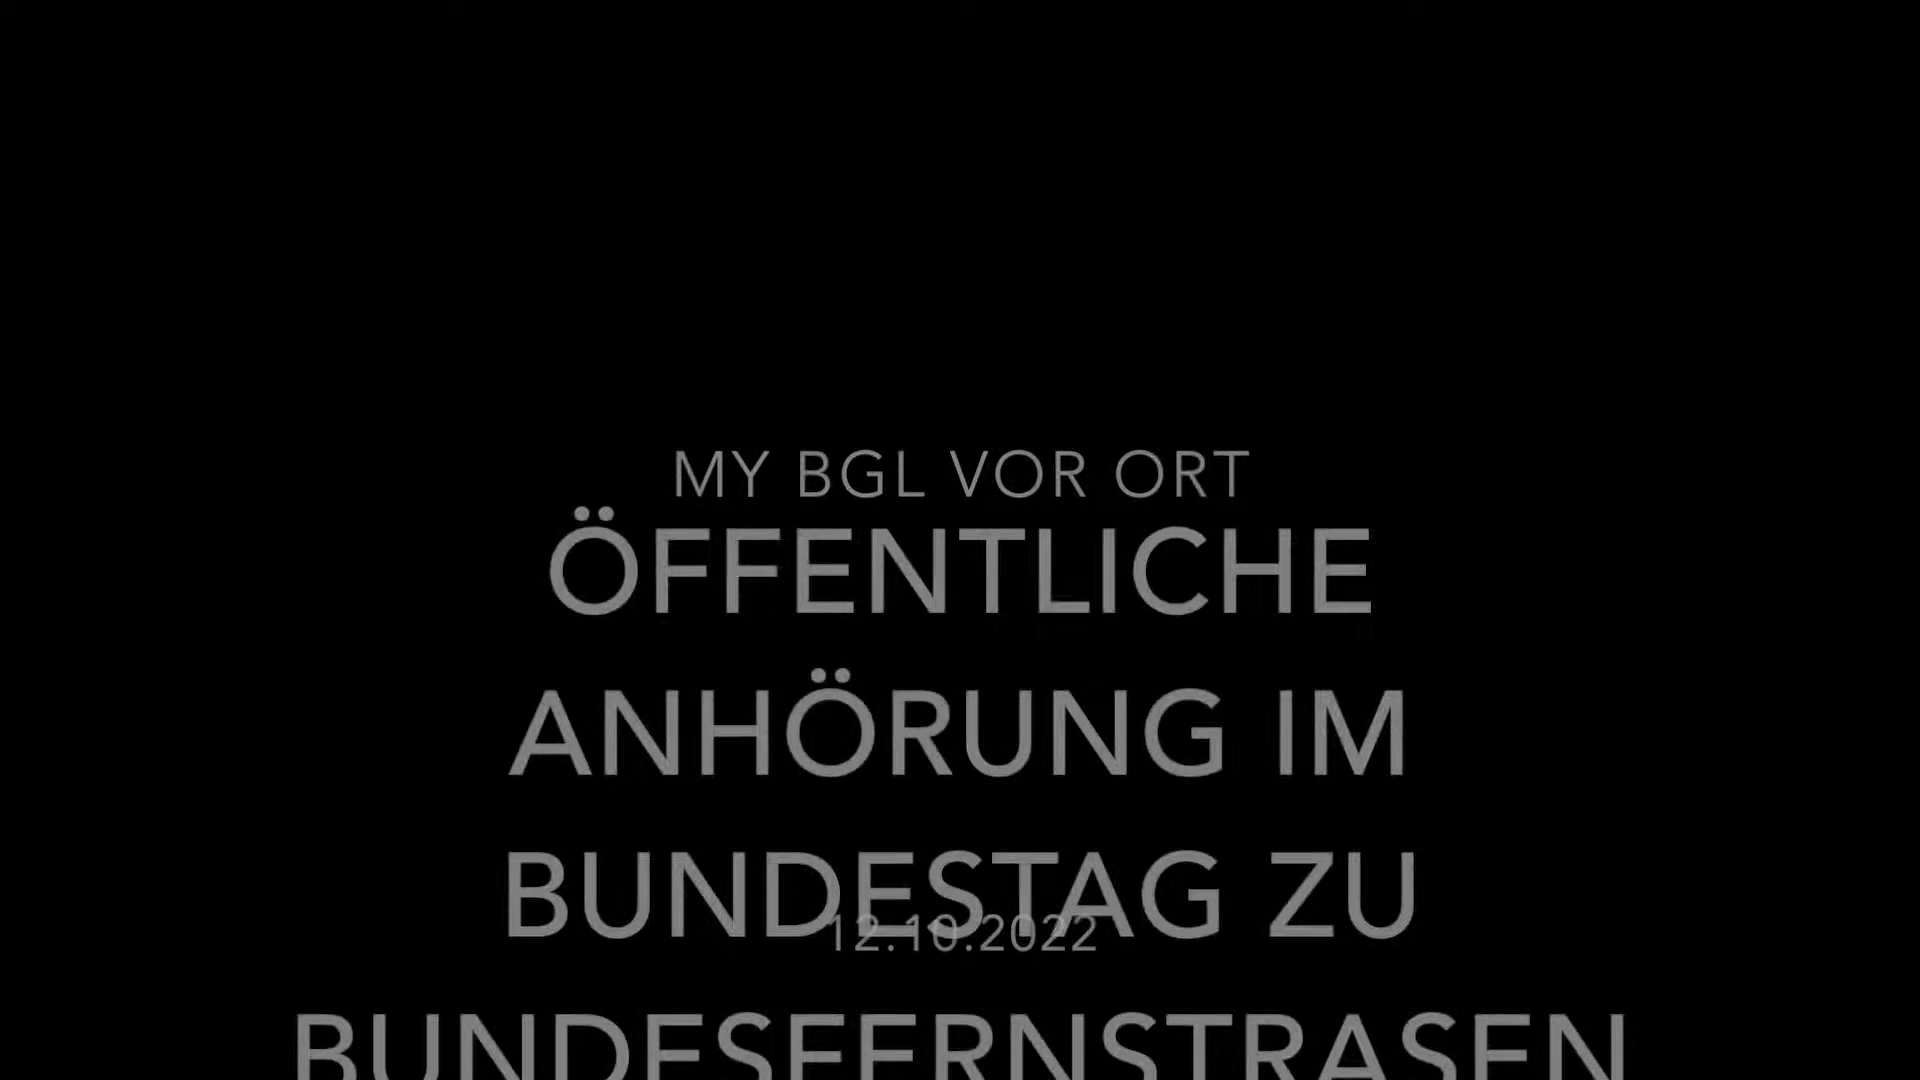 MY BGL VOR ORT
ÖFFENTLICHE
ANHÖRUNG IM
BUNDESTAG ZU
12.10.2022
BUNDESFERNSTRASEN